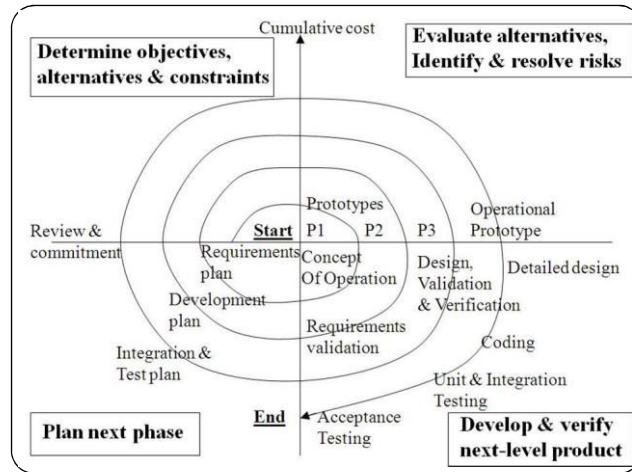 Cumulative cost
Determine objectives,
alternatives & constraints
Evaluate alternatives,
Identify & resolve risks
Prototypes
Start P1 P2 P3
Operational
Prototype
Review &
commitment
Requirements
plan
Concept
Of Operation
Design,
Validation
& Verification
Detailed design
Development
plan
Requirements
validation
Coding
Integration &
Test plan
Unit & Integration
Testing
End
Acceptance
Testing
Plan next phase
Develop & verify
next-level product